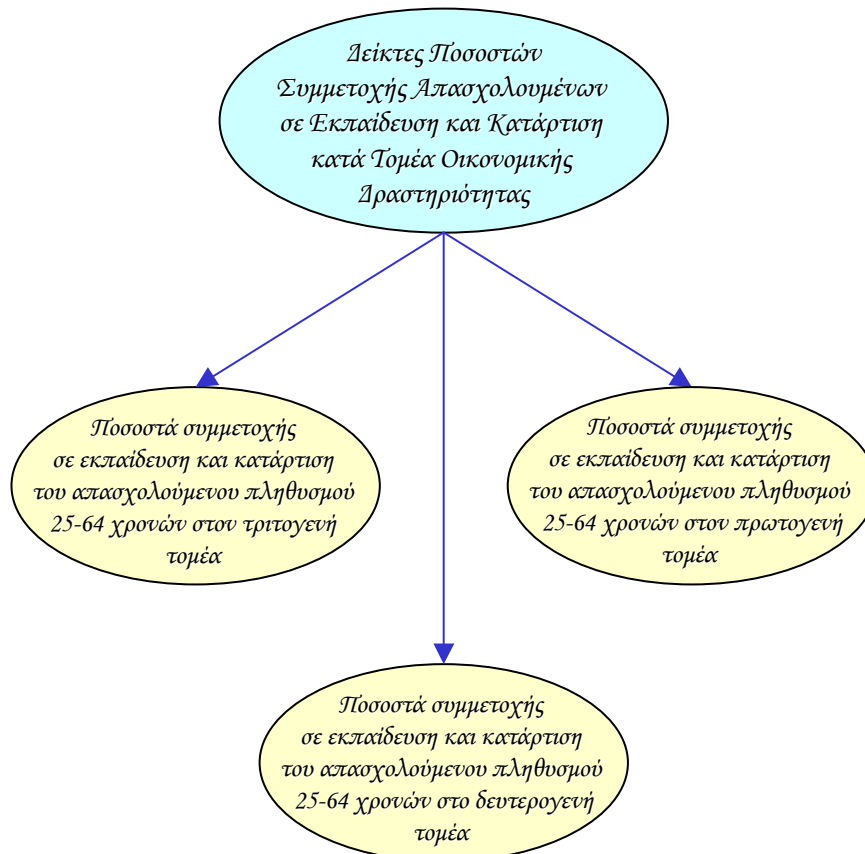 Δείκτες Ποσοστών
Συμμετοχής Απασχολουμένων
σε Εκπαίδευση και Κατάρτιση
κατά Τομέα Οικονομικής
Δραστηριότητας
Ποσοστά συμμετοχής
σε εκπαίδευση και κατάρτιση
του απασχολούμενου πληθυσμού
25-64 χρονών στον τριτογενή
τομέα
Ποσοστά συμμετοχής
σε εκπαίδευση και κατάρτιση
του απασχολούμενου πληθυσμού
25-64 χρονών στον πρωτογενή
τομέα
Ποσοστά συμμετοχής
σε εκπαίδευση και κατάρτιση
του απασχολούμενου πληθυσμού
25-64 χρονών στο δευτερογενή
τομέα